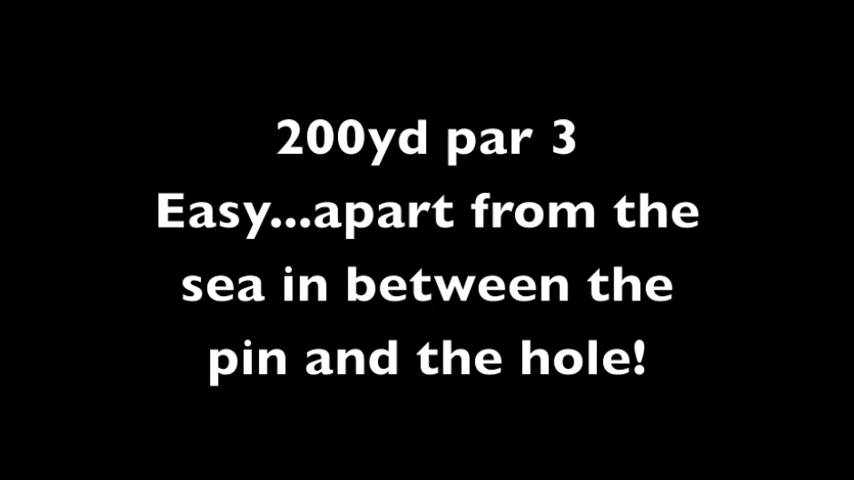 200yd par 3
Easy...apart from the
sea in between the
pin and the hole!